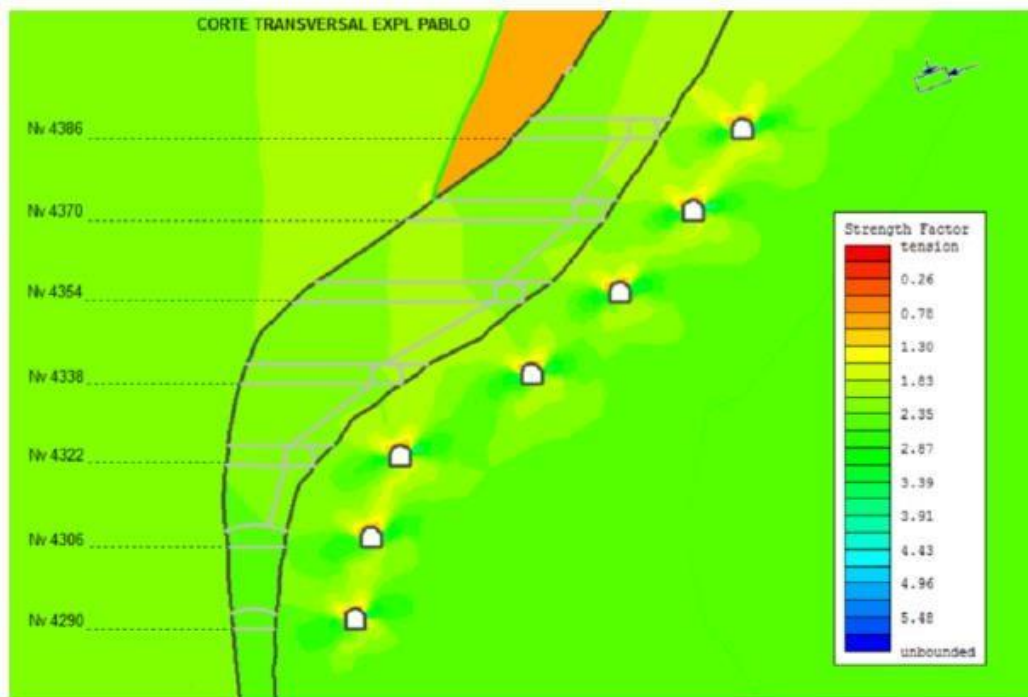 CORTE TRANSVERSAL EXPL PABLO
Nv 4386
Nv 4370
Nv 4354
Nv 4338
Nv 4322
Nv 4306
Nv 4290
Strength Factor
tension
0.26
0.78
1.30
1.83
2.35
2.87
3.39
3.91
4.43
4.96
5.48
unbounded